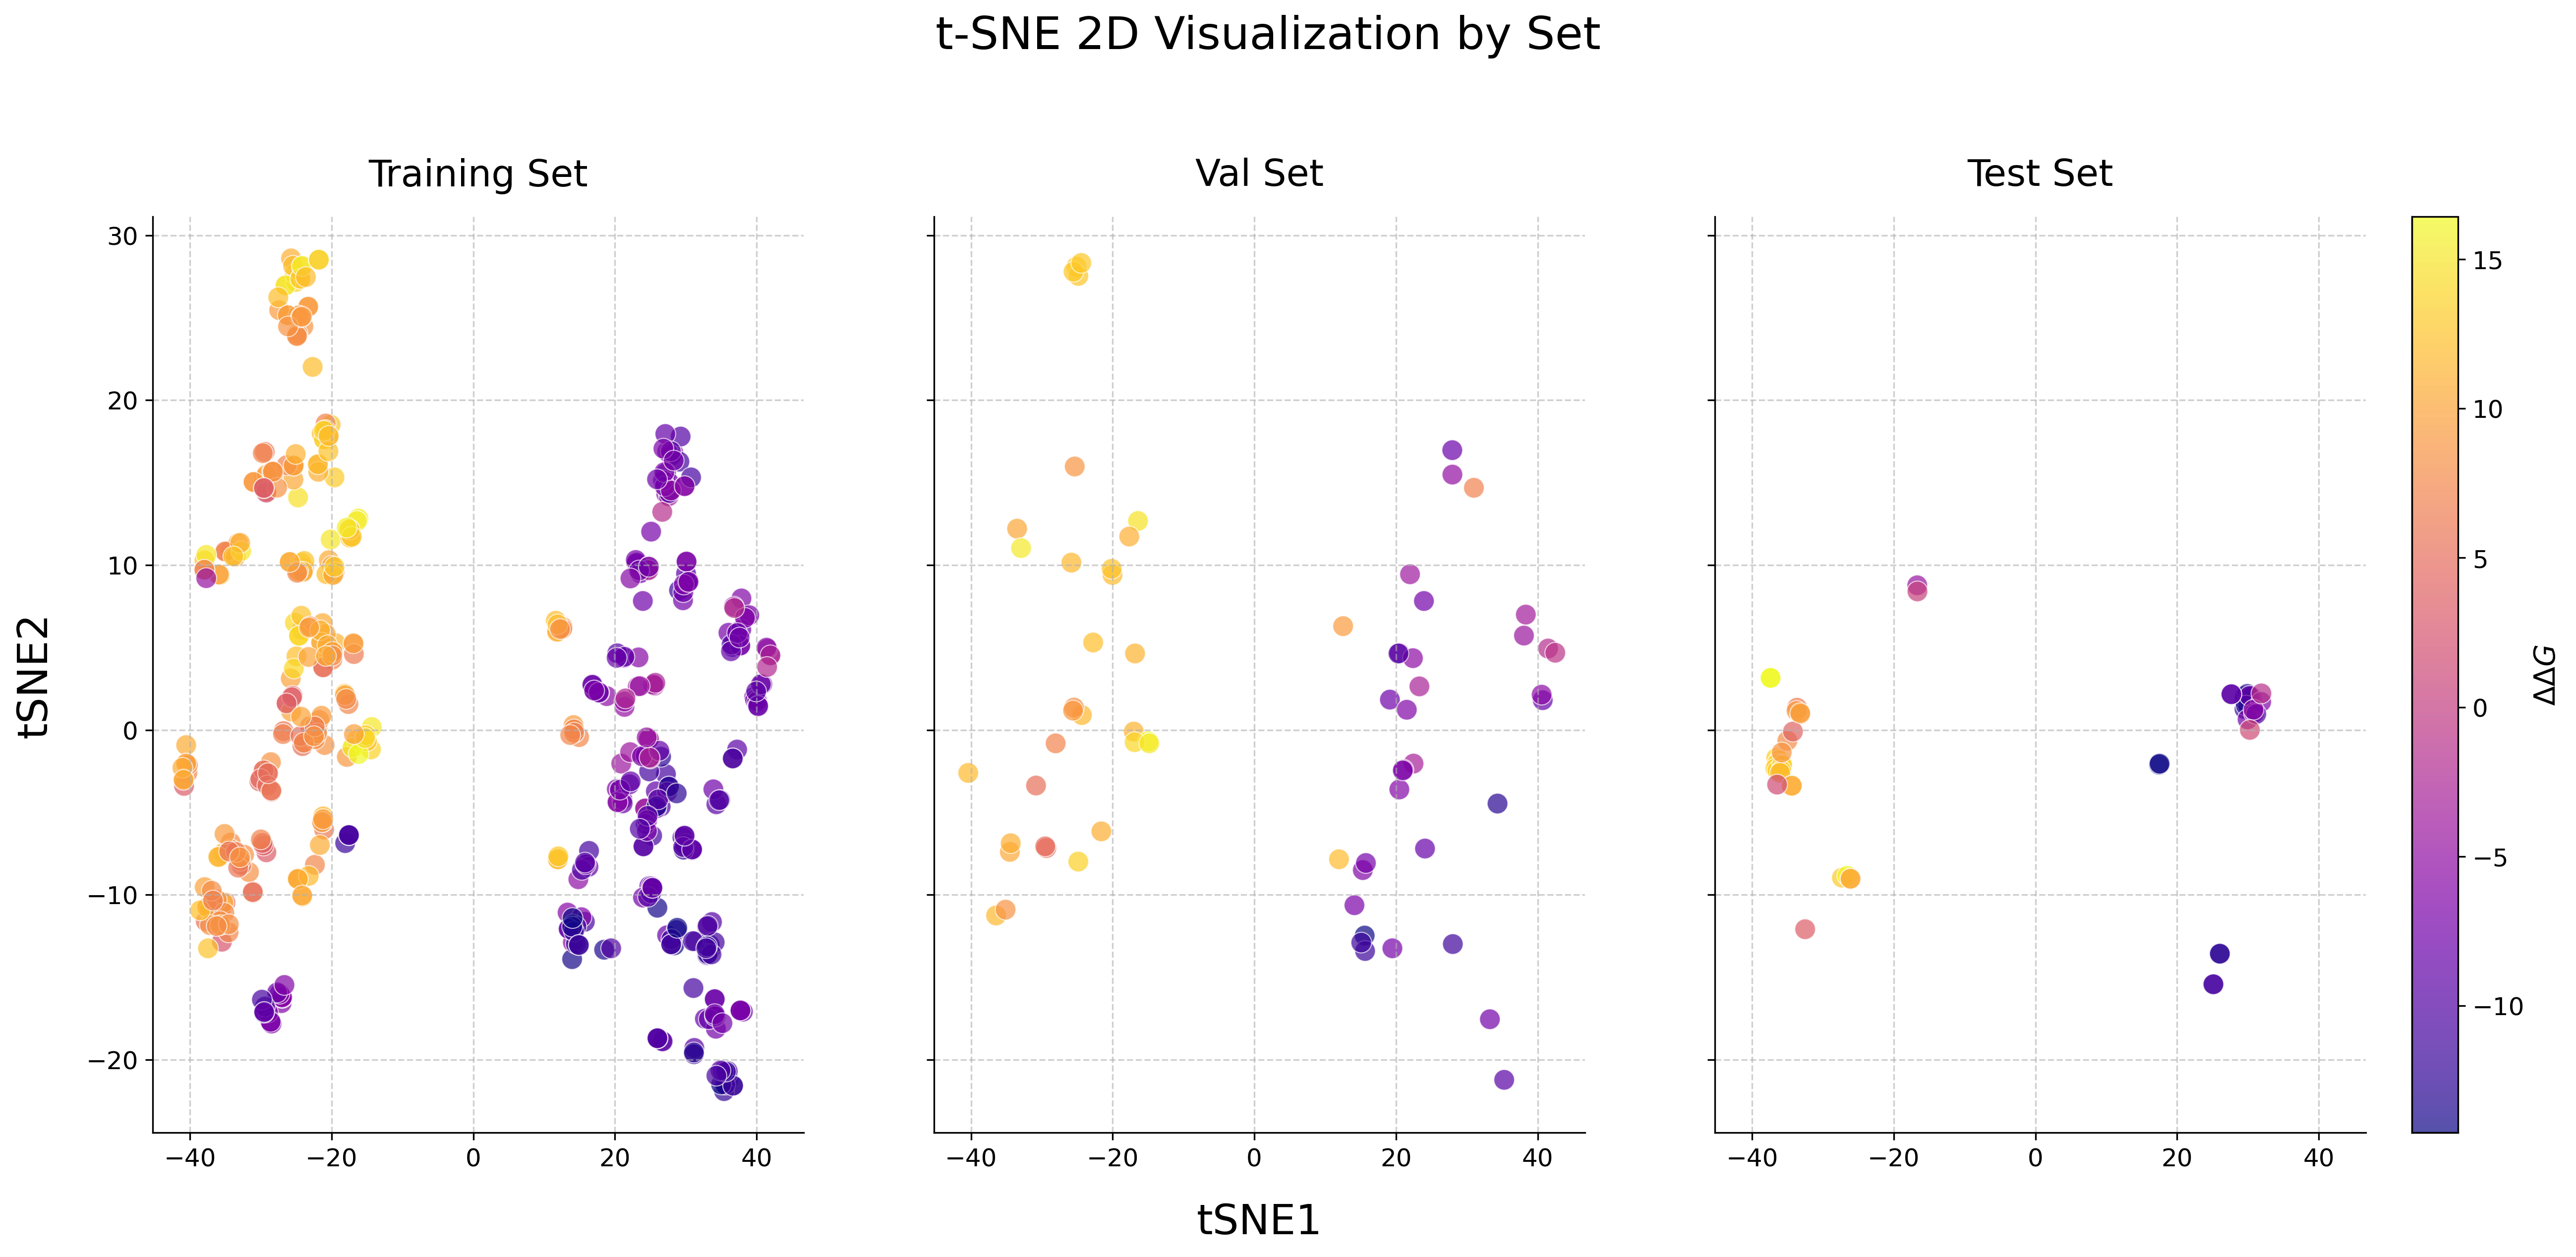 t-SNE 2D Visualization by Set
Training Set
Val Set
Test Set
30
20
10
0
−10
−20
tSNE2
−40 −20 0 20 40
−40 −20 0 20 40
−40 −20 0 20 40
tSNE1
15
10
5
0
−5
−10
ΔΔG